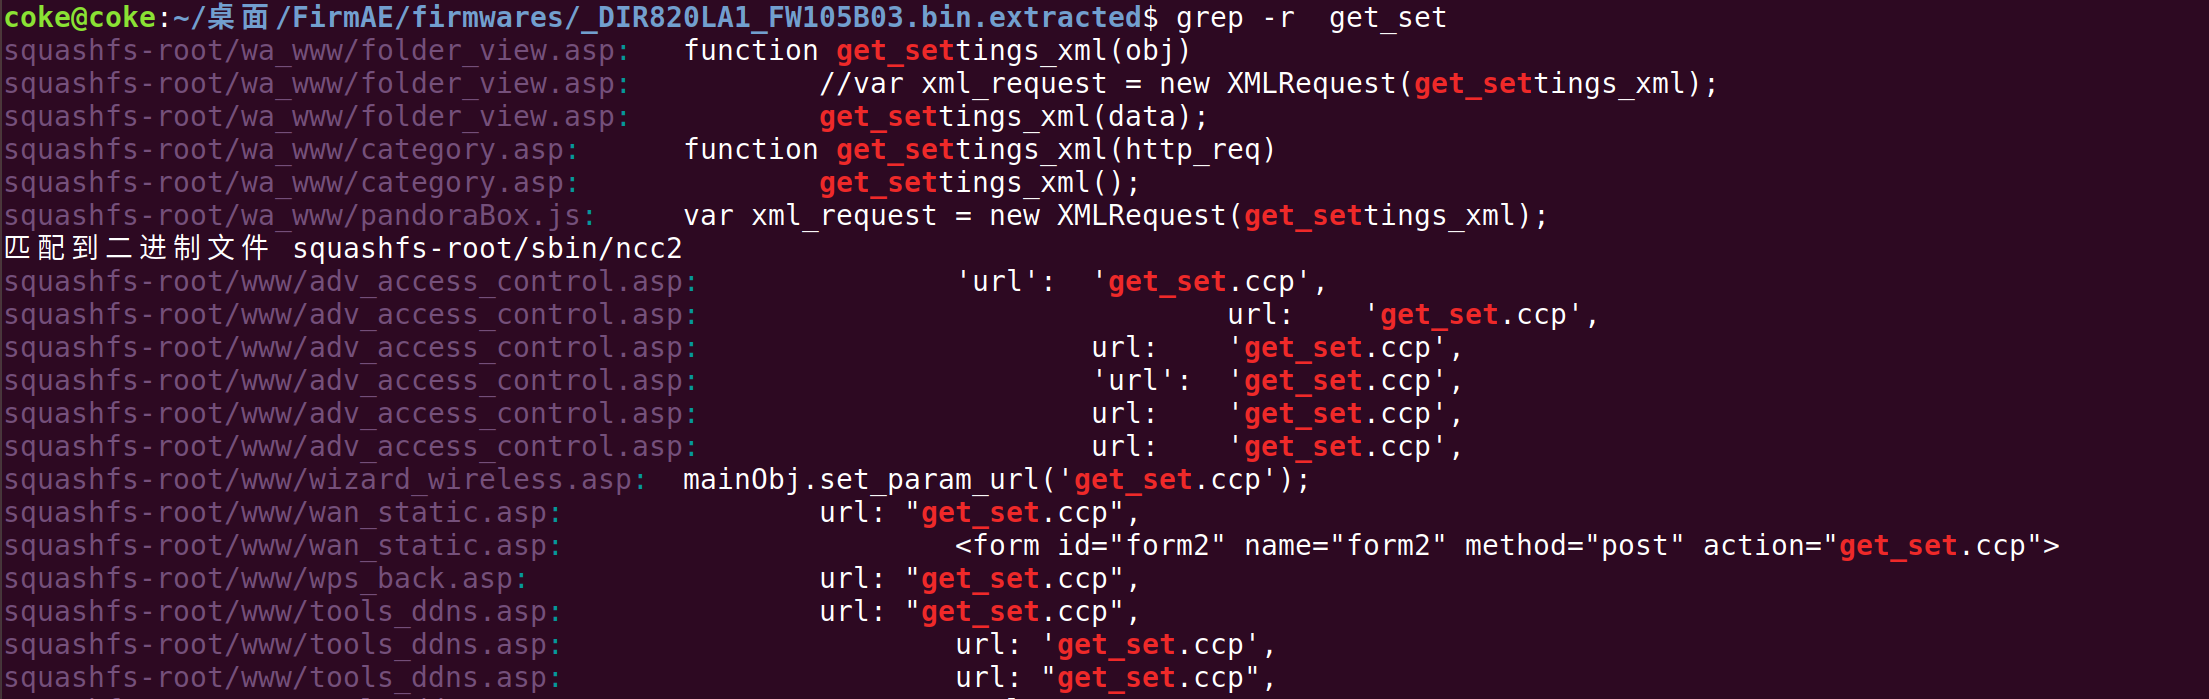 coke@coke:~/桌面/FirmAE/firmwares/_DIR820LA1_FW105B03.bin.extracted$ grep -r  get_set
squashfs-root/wa_www/folder_view.asp:   function get_settings_xml(obj)
squashfs-root/wa_www/folder_view.asp:           //var xml_request = new XMLRequest(get_settings_xml);
squashfs-root/wa_www/folder_view.asp:           get_settings_xml(data);
squashfs-root/wa_www/category.asp:      function get_settings_xml(http_req)
squashfs-root/wa_www/category.asp:              get_settings_xml();
squashfs-root/wa_www/pandoraBox.js:     var xml_request = new XMLRequest(get_settings_xml);
匹配到二进制文件 squashfs-root/sbin/ncc2
squashfs-root/www/adv_access_control.asp:               'url':  'get_set.ccp',
squashfs-root/www/adv_access_control.asp:                               url:    'get_set.ccp',
squashfs-root/www/adv_access_control.asp:                       url:    'get_set.ccp',
squashfs-root/www/adv_access_control.asp:                       'url':  'get_set.ccp',
squashfs-root/www/adv_access_control.asp:                       url:    'get_set.ccp',
squashfs-root/www/adv_access_control.asp:                       url:    'get_set.ccp',
squashfs-root/www/wizard_wireless.asp:  mainObj.set_param_url('get_set.ccp');
squashfs-root/www/wan_static.asp:               url: "get_set.ccp",
squashfs-root/www/wan_static.asp:                       <form id="form2" name="form2" method="post" action="get_set.ccp">
squashfs-root/www/wps_back.asp:                 url: "get_set.ccp",
squashfs-root/www/tools_ddns.asp:               url: "get_set.ccp",
squashfs-root/www/tools_ddns.asp:                       url: 'get_set.ccp',
squashfs-root/www/tools_ddns.asp:                       url: "get_set.ccp",